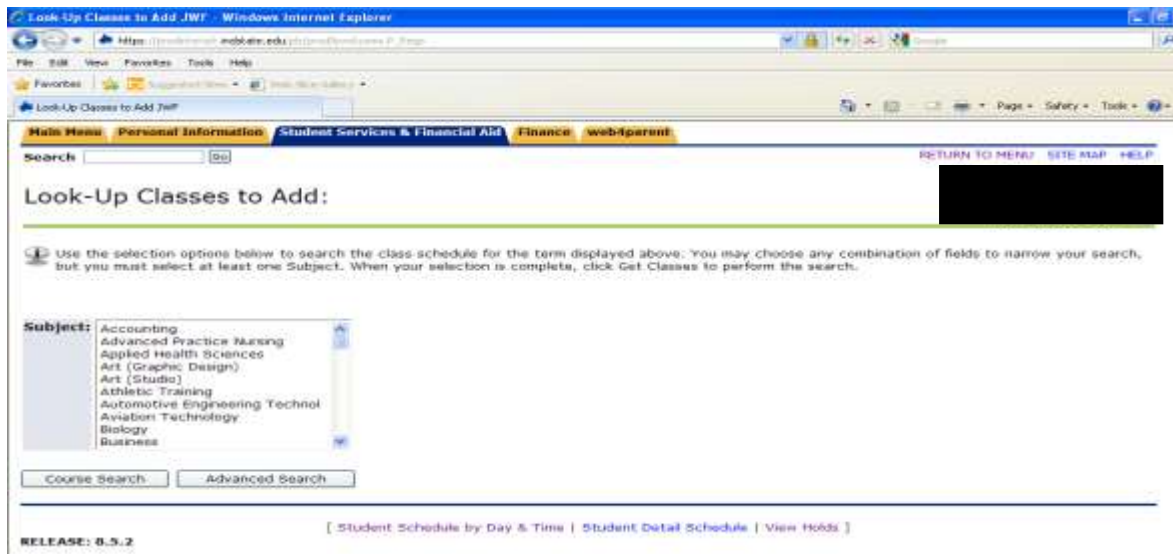 Look-Up Classes to Add JWF - Windows Internet Explorer
https://
File Edit View Favorites Tools Help
Favorites
Look-Up Classes to Add JWF
Page Safety Tools
Main Menu Personal Information Student Services & Financial Aid Finance web4parent
Search Go
RETURN TO MENU SITE MAP HELP
Look-Up Classes to Add:
Use the selection options below to search the class schedule for the term displayed above. You may choose any combination of fields to narrow your search,
but you must select at least one Subject. When your selection is complete, click Get Classes to perform the search.
Subject: Accounting
Advanced Practice Nursing
Applied Health Sciences
Art (Graphic Design)
Art (Studio)
Athletic Training
Automotive Engineering Technol
Aviation Technology
Biology
Business
Course Search Advanced Search
[ Student Schedule by Day & Time | Student Detail Schedule | View Holds ]
RELEASE: 8.5.2